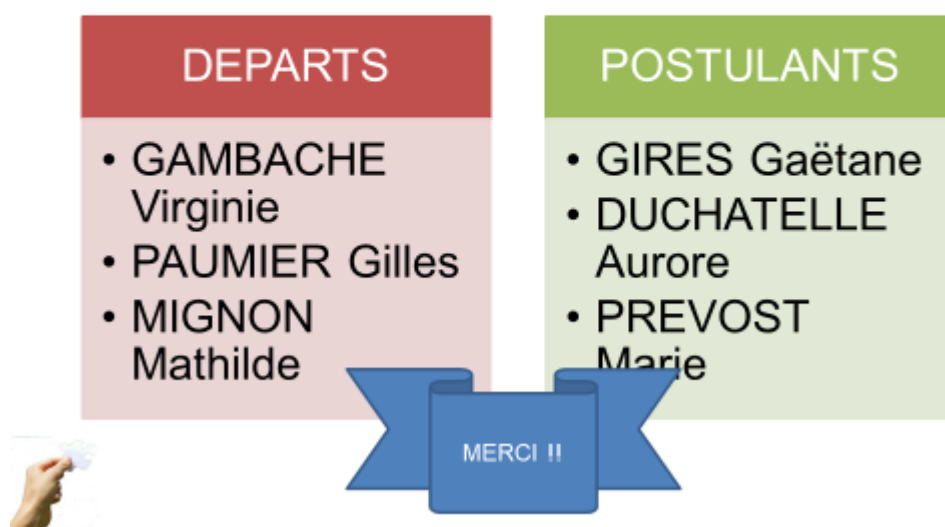 DEPARTS
• GAMBACHE
Virginie
• PAUMIER Gilles
• MIGNON
Mathilde
POSTULANTS
• GIRES Gaëtane
• DUCHATELLE
Aurore
• PREVOST
Marie
MERCI !!